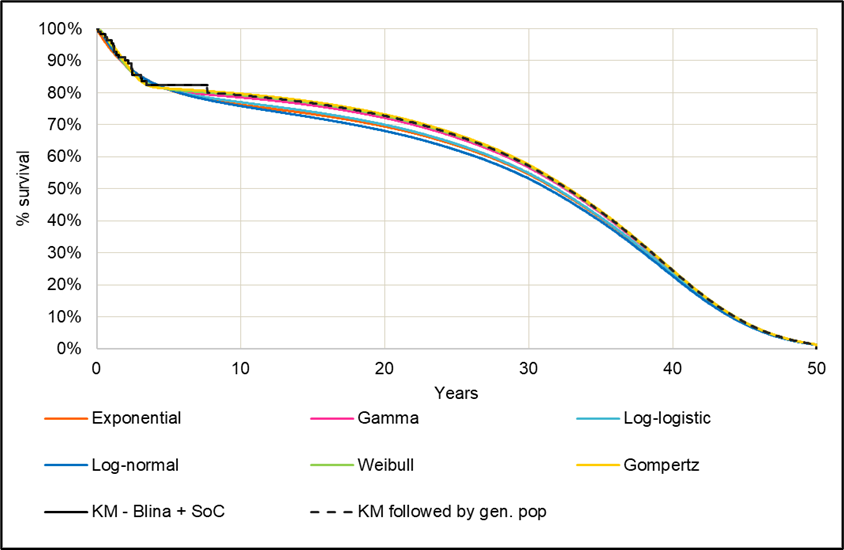 100%
90%
80%
70%
60%
50%
40%
30%
20%
10%
0%
% survival
0 10 20 30 40 50
Years
Exponential Gamma Log-logistic
Log-normal Weibull Gompertz
KM - Blina + SoC KM followed by gen. pop